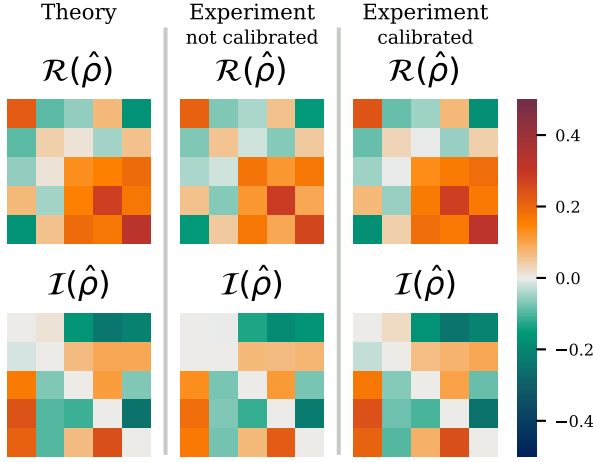 Theory
Experiment
not calibrated
Experiment
calibrated
ℛ(ρ̂)
ℛ(ρ̂)
ℛ(ρ̂)
0.4
0.2
0.0
−0.2
−0.4
ℐ(ρ̂)
ℐ(ρ̂)
ℐ(ρ̂)